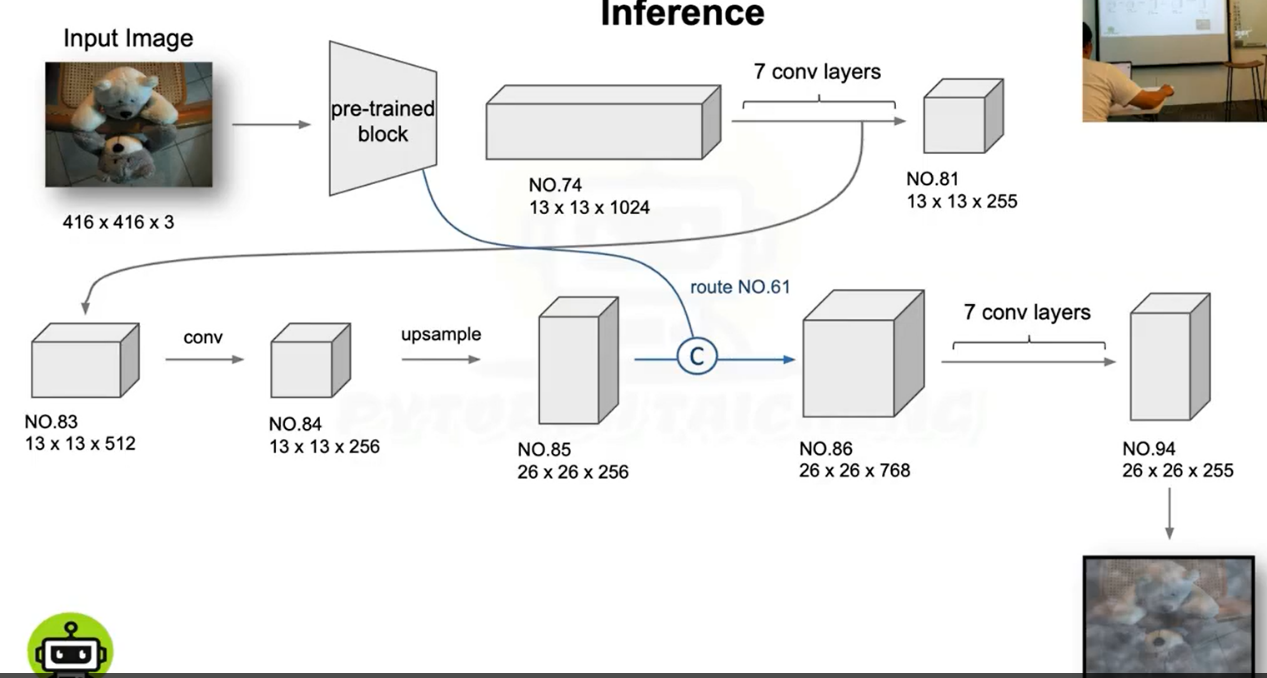 Inference
Input Image
416 x 416 x 3
pre-trained
block
NO.74
13 x 13 x 1024
7 conv layers
NO.81
13 x 13 x 255
NO.83
13 x 13 x 512
conv
NO.84
13 x 13 x 256
upsample
NO.85
26 x 26 x 256
route NO.61
C
NO.86
26 x 26 x 768
7 conv layers
NO.94
26 x 26 x 255
PYTORCH TAICHUNG